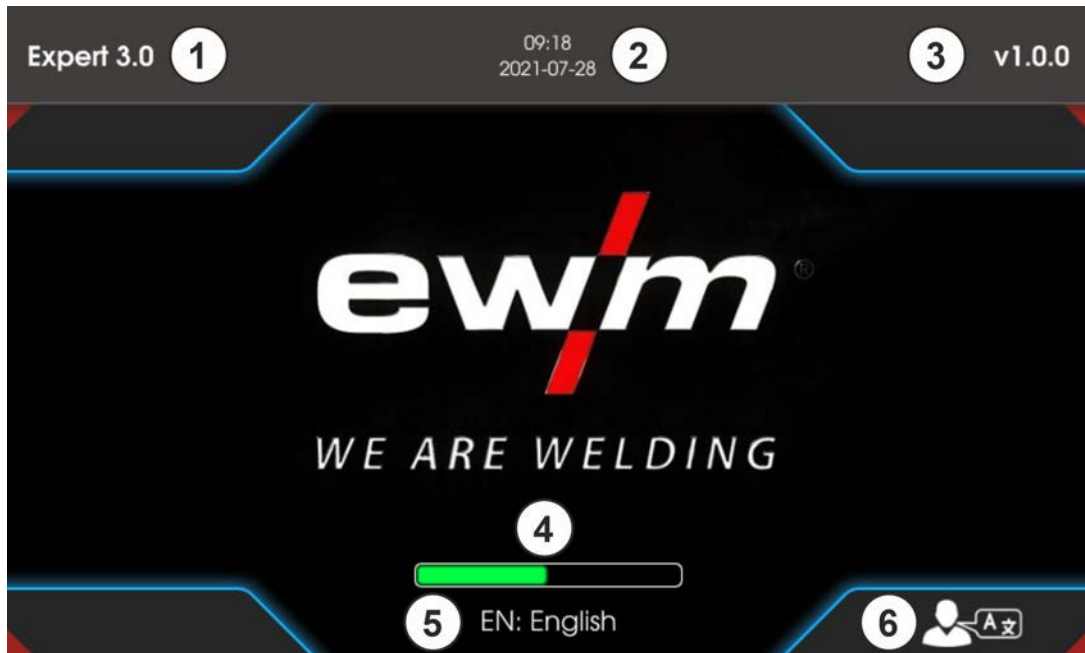 Expert 3.0 1
09:18
2021-07-28 2
3 v1.0.0
ewm®
WE ARE WELDING
4
5 EN: English
6 A文